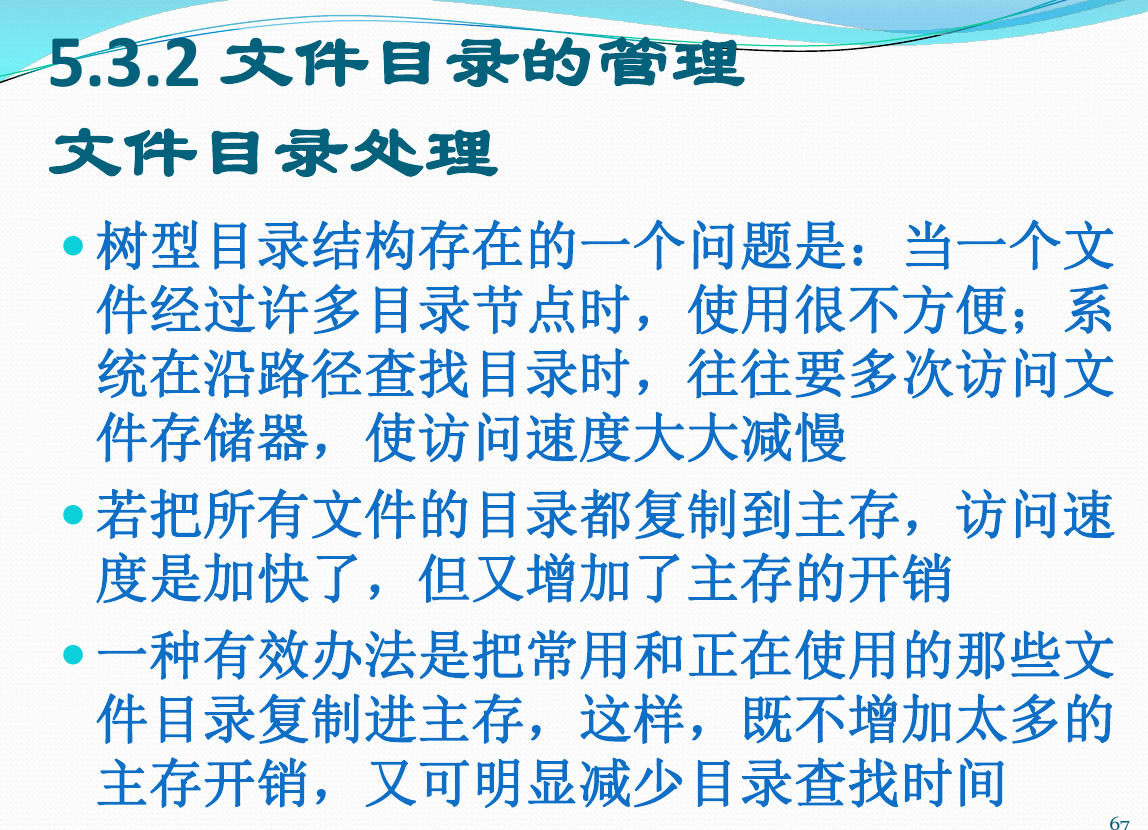 5.3.2 文件目录的管理
文件目录处理
树型目录结构存在的一个问题是：当一个文
件经过许多目录节点时，使用很不方便；系
统在沿路径查找目录时，往往要多次访问文
件存储器，使访问速度大大减慢
若把所有文件的目录都复制到主存，访问速
度是加快了，但又增加了主存的开销
一种有效办法是把常用和正在使用的那些文
件目录复制进主存，这样，既不增加太多的
主存开销，又可明显减少目录查找时间
67